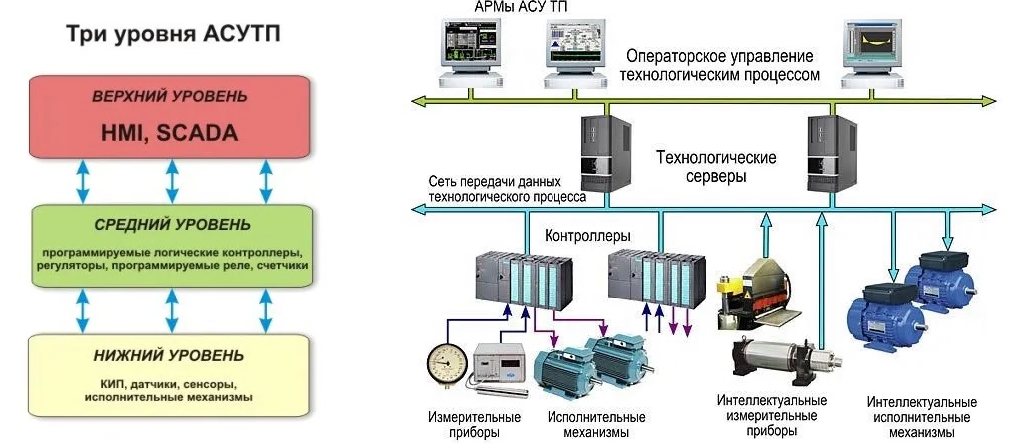 Три уровня АСУТП
ВЕРХНИЙ УРОВЕНЬ
HMI, SCADA
СРЕДНИЙ УРОВЕНЬ
программируемые логические контроллеры,
регуляторы, программируемые реле, счетчики
НИЖНИЙ УРОВЕНЬ
КИП, датчики, сенсоры,
исполнительные механизмы
АРМы АСУ ТП
Операторское управление
технологическим процессом
Технологические
серверы
Сеть передачи данных
технологического процесса
Контроллеры
Измерительные
приборы
Исполнительные
механизмы
Интеллектуальные
измерительные
приборы
Интеллектуальные
исполнительные
механизмы